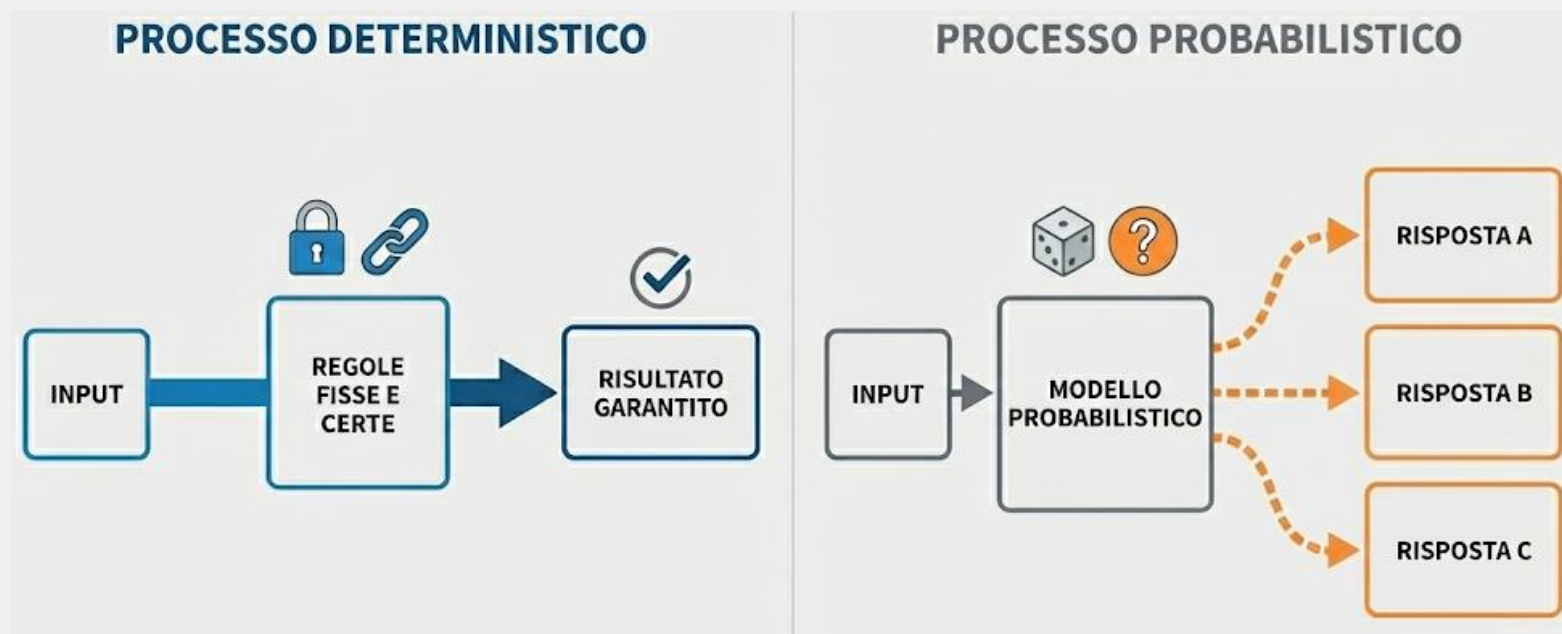 PROCESSO DETERMINISTICO
INPUT
REGOLE
FISSE E
CERTE
RISULTATO
GARANTITO
PROCESSO PROBABILISTICO
INPUT
MODELLO
PROBABILISTICO
RISPOSTA A
RISPOSTA B
RISPOSTA C